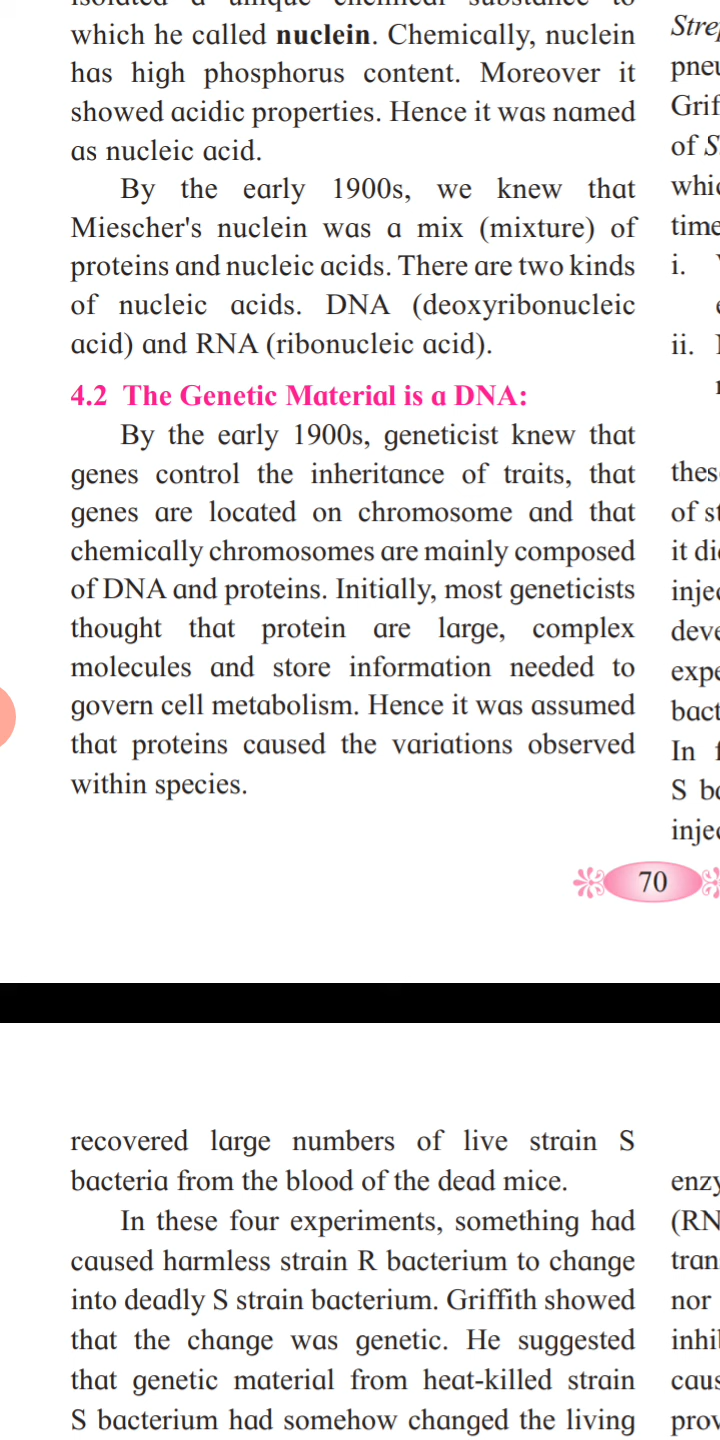 which he called nuclein. Chemically, nuclein
has high phosphorus content. Moreover it
showed acidic properties. Hence it was named
as nucleic acid.
By the early 1900s, we knew that
Miescher's nuclein was a mix (mixture) of
proteins and nucleic acids. There are two kinds
of nucleic acids. DNA (deoxyribonucleic
acid) and RNA (ribonucleic acid).
4.2 The Genetic Material is a DNA:
By the early 1900s, geneticist knew that
genes control the inheritance of traits, that
genes are located on chromosome and that
chemically chromosomes are mainly composed
of DNA and proteins. Initially, most geneticists
thought that protein are large, complex
molecules and store information needed to
govern cell metabolism. Hence it was assumed
that proteins caused the variations observed
within species.
of
i.
ii.
of
it
In
S
70
recovered large numbers of live strain S
bacteria from the blood of the dead mice.
In these four experiments, something had
caused harmless strain R bacterium to change
into deadly S strain bacterium. Griffith showed
that the change was genetic. He suggested
that genetic material from heat-killed strain
S bacterium had somehow changed the living
nor